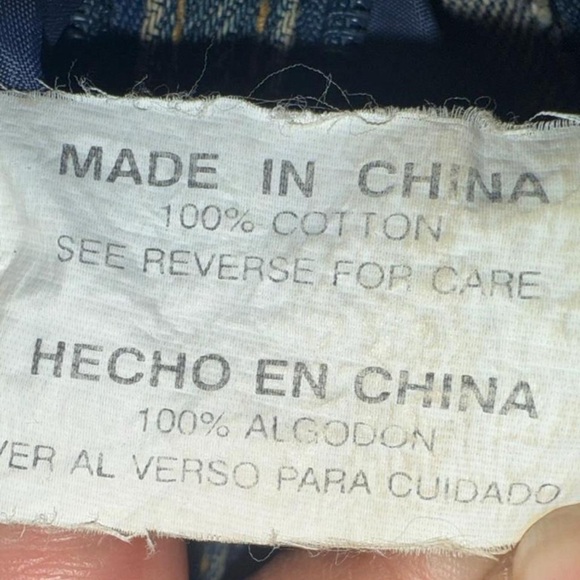 MADE IN CHINA
100% COTTON
SEE REVERSE FOR CARE
HECHO EN CHINA
100% ALGODON
VER AL VERSO PARA CUIDADO